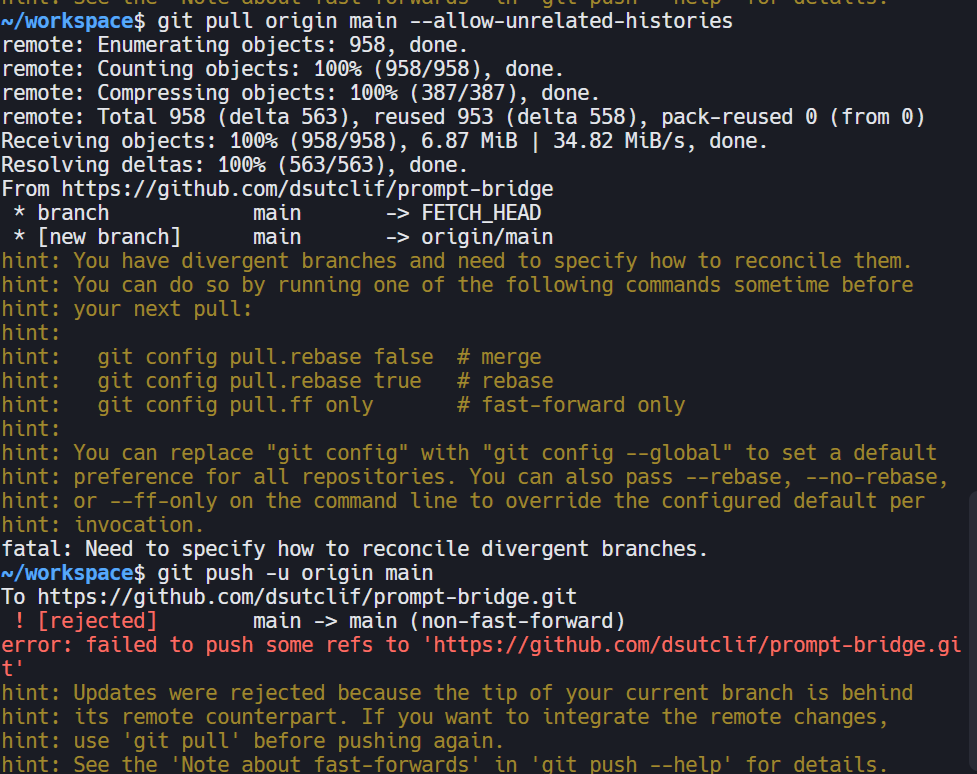 hint: See the 'Note about fast-forwards' in 'git push --help' for details.
~/workspace$ git pull origin main --allow-unrelated-histories
remote: Enumerating objects: 958, done.
remote: Counting objects: 100% (958/958), done.
remote: Compressing objects: 100% (387/387), done.
remote: Total 958 (delta 563), reused 953 (delta 558), pack-reused 0 (from 0)
Receiving objects: 100% (958/958), 6.87 MiB | 34.82 MiB/s, done.
Resolving deltas: 100% (563/563), done.
From https://github.com/dsutclif/prompt-bridge
 * branch            main       -> FETCH_HEAD
 * [new branch]      main       -> origin/main
hint: You have divergent branches and need to specify how to reconcile them.
hint: You can do so by running one of the following commands sometime before
hint: your next pull:
hint:
hint:   git config pull.rebase false  # merge
hint:   git config pull.rebase true   # rebase
hint:   git config pull.ff only       # fast-forward only
hint:
hint: You can replace "git config" with "git config --global" to set a default
hint: preference for all repositories. You can also pass --rebase, --no-rebase,
hint: or --ff-only on the command line to override the configured default per
hint: invocation.
fatal: Need to specify how to reconcile divergent branches.
~/workspace$ git push -u origin main
To https://github.com/dsutclif/prompt-bridge.git
 ! [rejected]        main -> main (non-fast-forward)
error: failed to push some refs to 'https://github.com/dsutclif/prompt-bridge.gi
t'
hint: Updates were rejected because the tip of your current branch is behind
hint: its remote counterpart. If you want to integrate the remote changes,
hint: use 'git pull' before pushing again.
hint: See the 'Note about fast-forwards' in 'git push --help' for details.